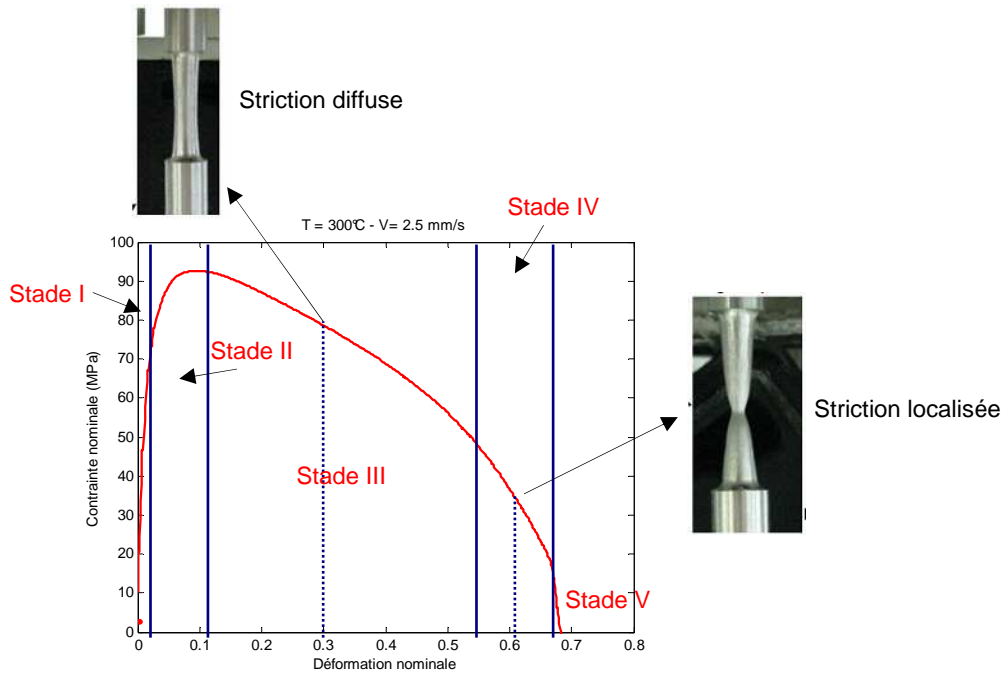 Striction diffuse
Stade IV
T = 300°C - V= 2.5 mm/s
100
90
80
70
60
50
40
30
20
10
0
Contrainte nominale (MPa)
Stade I
Stade II
Stade III
Stade V
Striction localisée
0 0.1 0.2 0.3 0.4 0.5 0.6 0.7 0.8
Déformation nominale